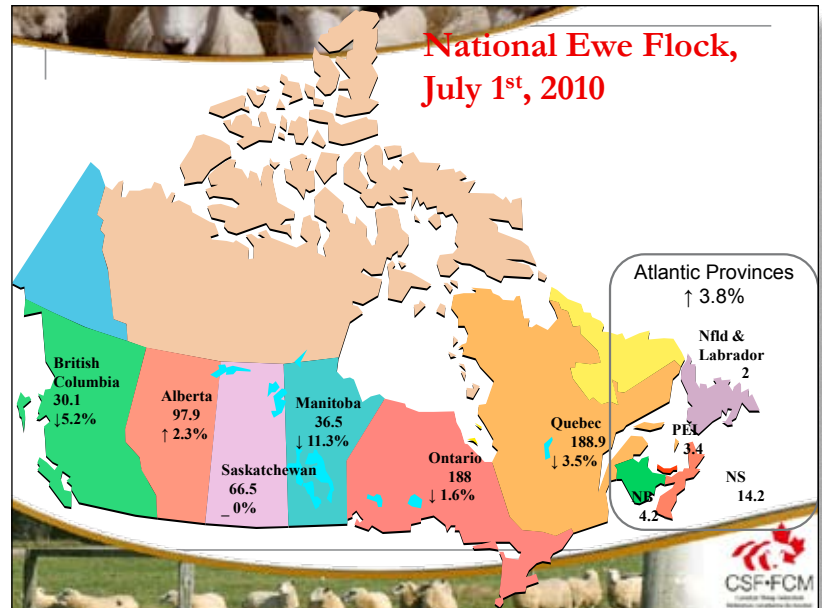 National Ewe Flock,
July 1st, 2010
Atlantic Provinces
↑ 3.8%
Nfld &
Labrador
2
British
Columbia
30.1
↓5.2%
Alberta
97.9
↑ 2.3%
Saskatchewan
66.5
_ 0%
Manitoba
36.5
↓ 11.3%
Ontario
188
↓ 1.6%
Quebec
188.9
↓ 3.5%
PEI
3.4
NS
14.2
NB
4.2
CSF•FCM